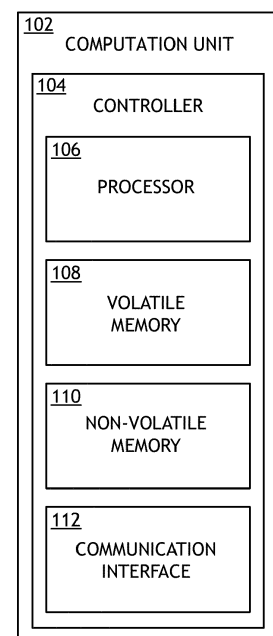 102
COMPUTATION UNIT
104
CONTROLLER
106
PROCESSOR
108
VOLATILE
MEMORY
110
NON-VOLATILE
MEMORY
112
COMMUNICATION
INTERFACE